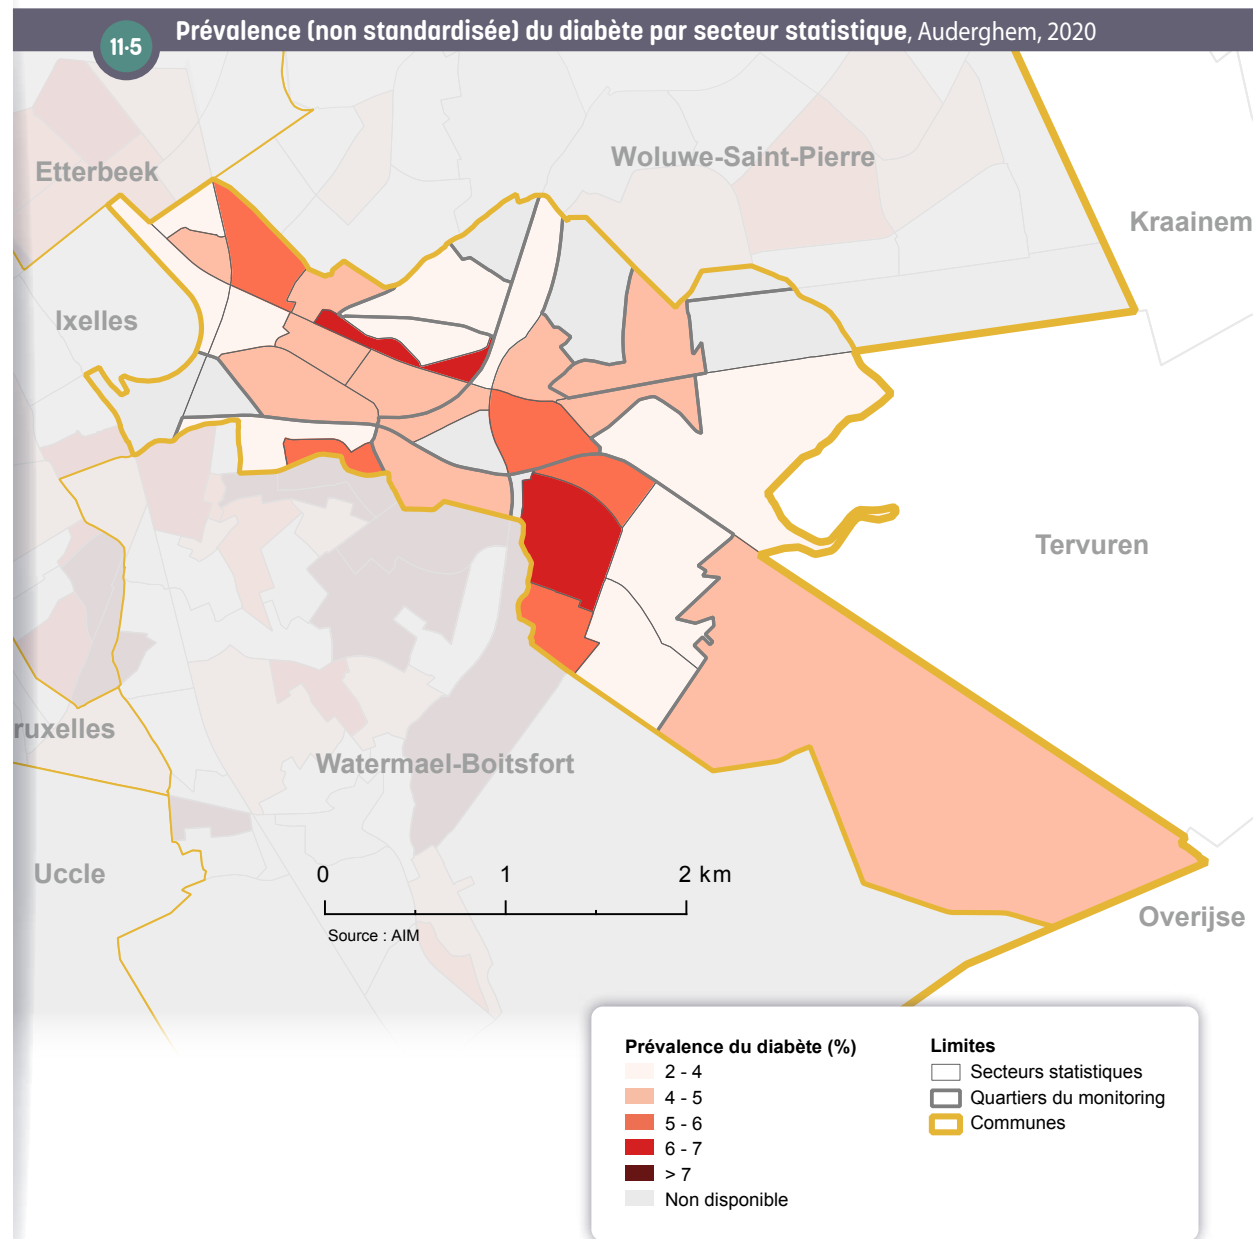 11·5
Prévalence (non standardisée) du diabète par secteur statistique, Auderghem, 2020
Etterbeek
Woluwe-Saint-Pierre
Kraainem
Ixelles
Tervuren
ruxelles
Watermael-Boitsfort
Uccle
Overijse
0 1 2 km
Source : AIM
Prévalence du diabète (%)
2 - 4
4 - 5
5 - 6
6 - 7
> 7
Non disponible
Limites
Secteurs statistiques
Quartiers du monitoring
Communes